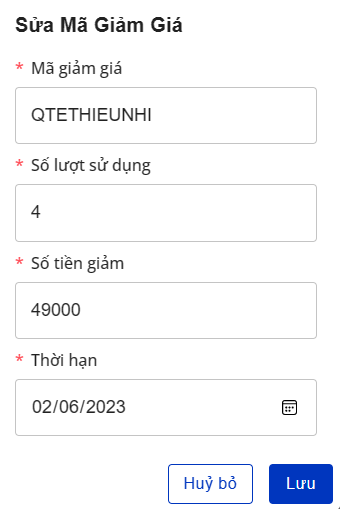 Sửa Mã Giảm Giá
* Mã giảm giá
QTETHIEUNHI
* Số lượt sử dụng
4
* Số tiền giảm
49000
* Thời hạn
02/06/2023
Huỷ bỏ Lưu